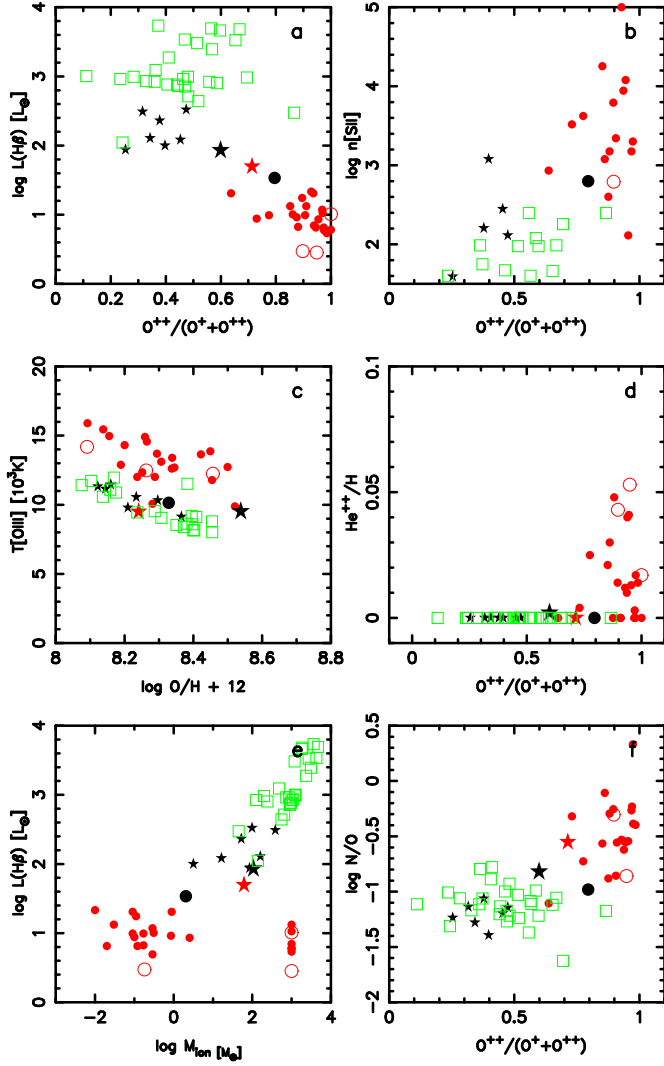 a
4
3
2
1
0
log L(Hβ) [L⊙]
0 0.2 0.4 0.6 0.8 1
O⁺⁺/(O⁺+O⁺⁺)
b
5
4
3
2
log n[SII]
0 0.5 1
O⁺⁺/(O⁺+O⁺⁺)
c
20
15
10
5
0
T[OIII] [10³K]
8 8.2 8.4 8.6 8.8
log O/H + 12
d
0.1
0.05
0
He⁺⁺/H
0 0.5 1
O⁺⁺/(O⁺+O⁺⁺)
e
4
3
2
1
0
log L(Hβ) [L⊙]
−2 0 2 4
log Mion [M⊙]
f
0.5
0
−0.5
−1
−1.5
−2
log N/O
0 0.5 1
O⁺⁺/(O⁺+O⁺⁺)